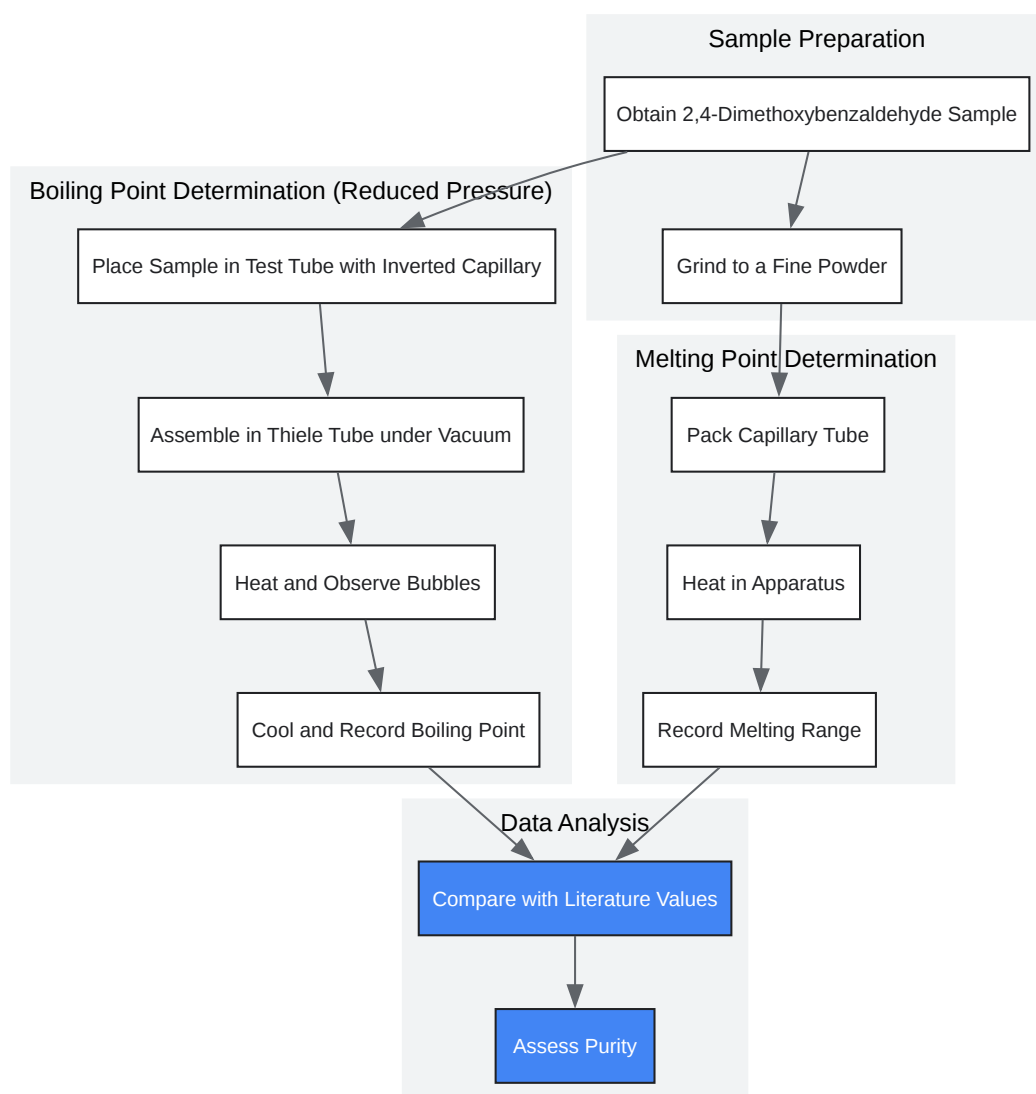 Sample Preparation
Obtain 2,4-Dimethoxybenzaldehyde Sample
Grind to a Fine Powder
Boiling Point Determination (Reduced Pressure)
Place Sample in Test Tube with Inverted Capillary
Assemble in Thiele Tube under Vacuum
Heat and Observe Bubbles
Cool and Record Boiling Point
Melting Point Determination
Pack Capillary Tube
Heat in Apparatus
Record Melting Range
Data Analysis
Compare with Literature Values
Assess Purity